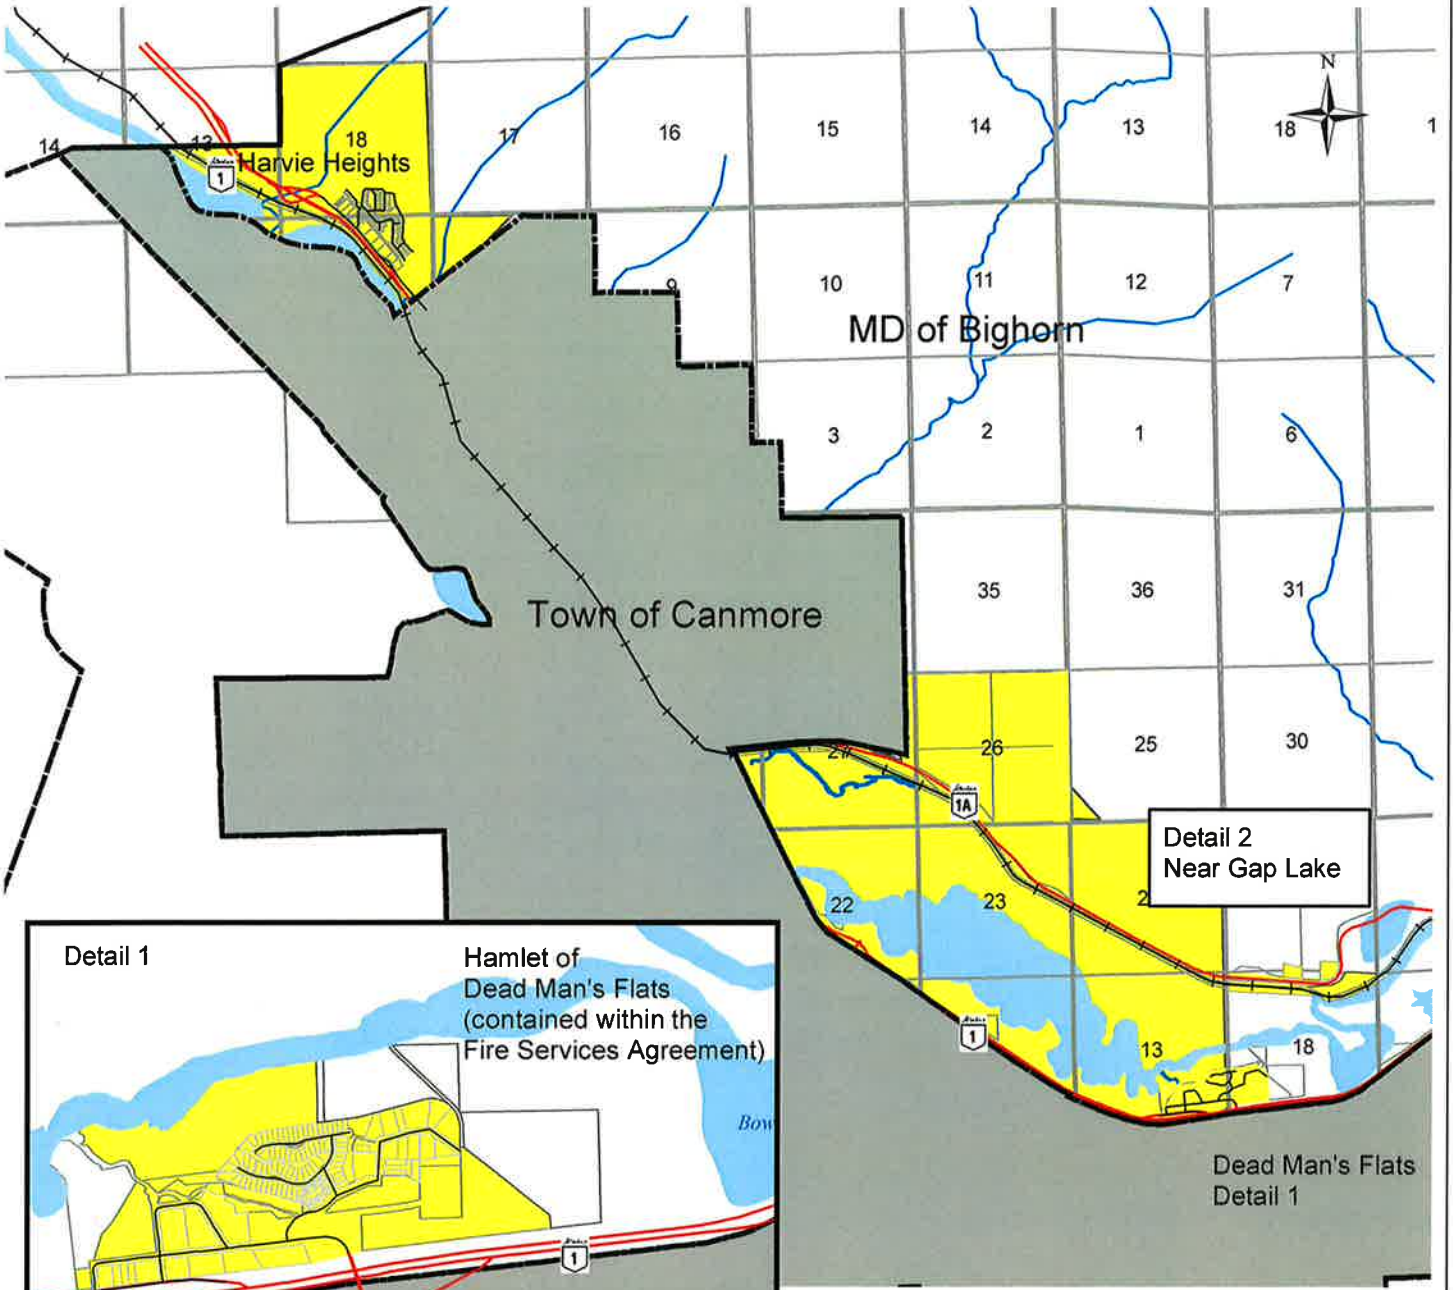 N
14
13
18
17
16
15
14
13
18
1
Harvie Heights
1
9
10
11
12
7
MD of Bighorn
3
2
1
6
35
36
31
Town of Canmore
26
25
30
1A
Detail 2
Near Gap Lake
22
23
1
13
18
Dead Man's Flats
Detail 1
Detail 1
Hamlet of
Dead Man's Flats
(contained within the
Fire Services Agreement)
Bow
1